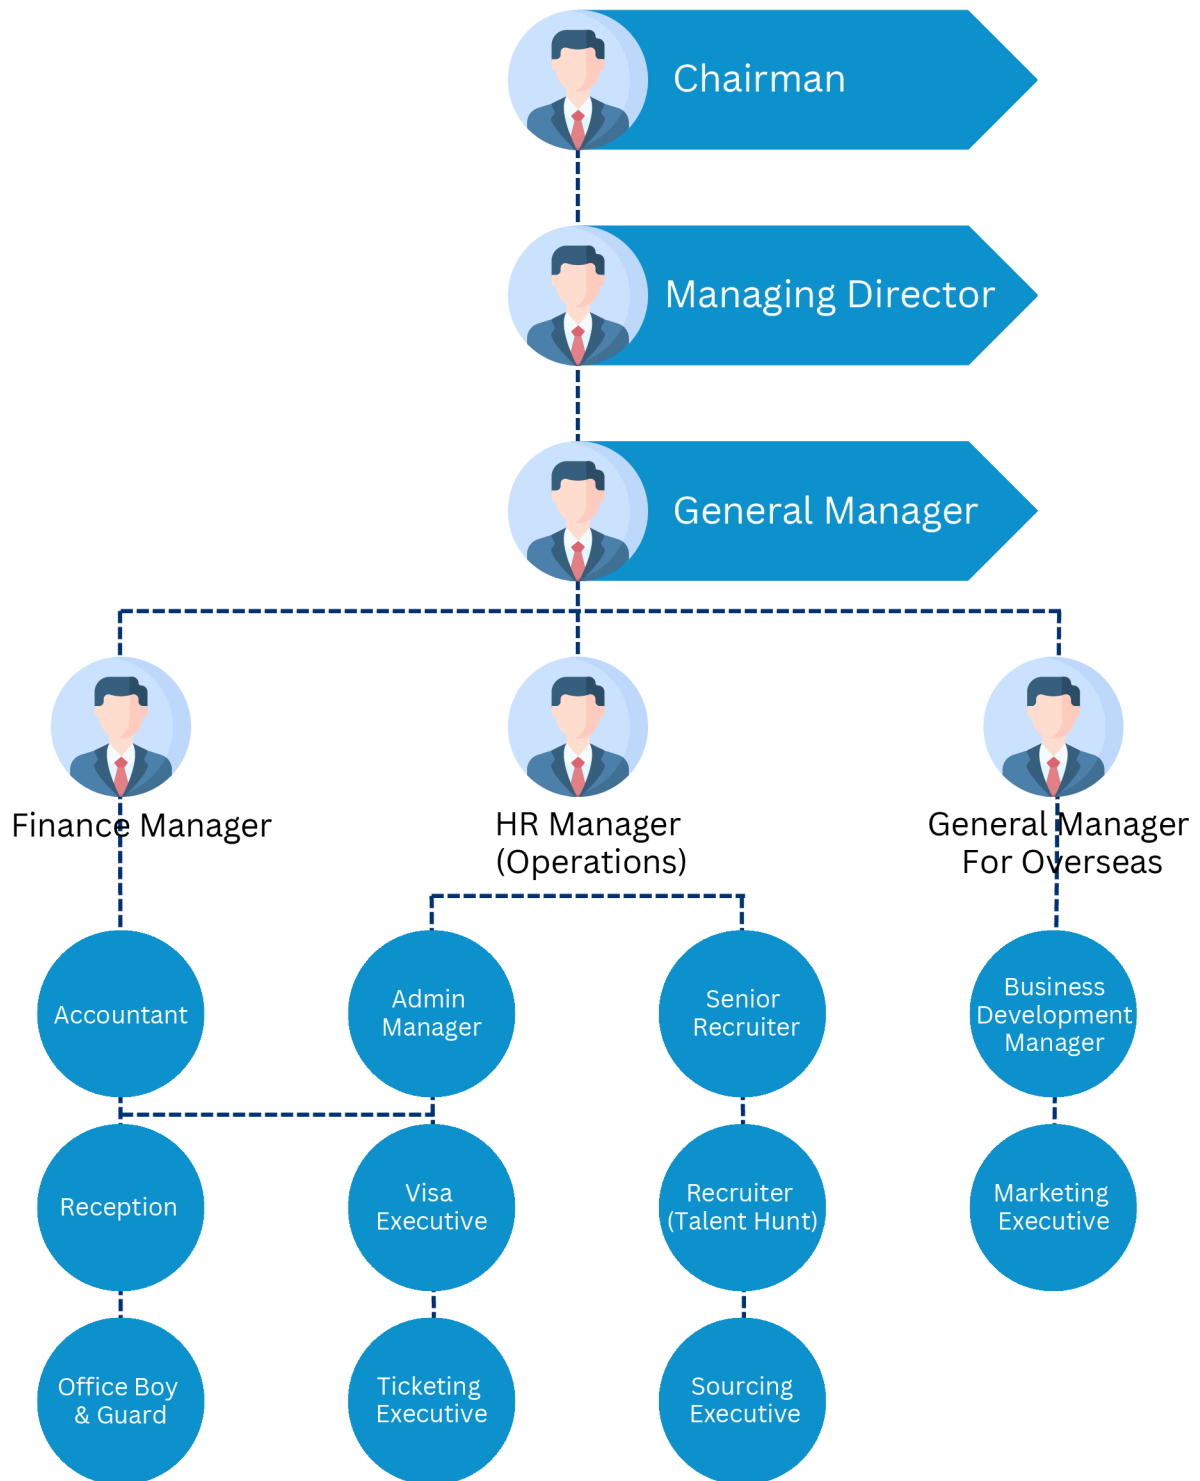 Chairman
Managing Director
General Manager
Finance Manager
HR Manager
(Operations)
General Manager
For Overseas
Accountant
Admin
Manager
Senior
Recruiter
Business
Development
Manager
Reception
Visa
Executive
Recruiter
(Talent Hunt)
Marketing
Executive
Office Boy
& Guard
Ticketing
Executive
Sourcing
Executive